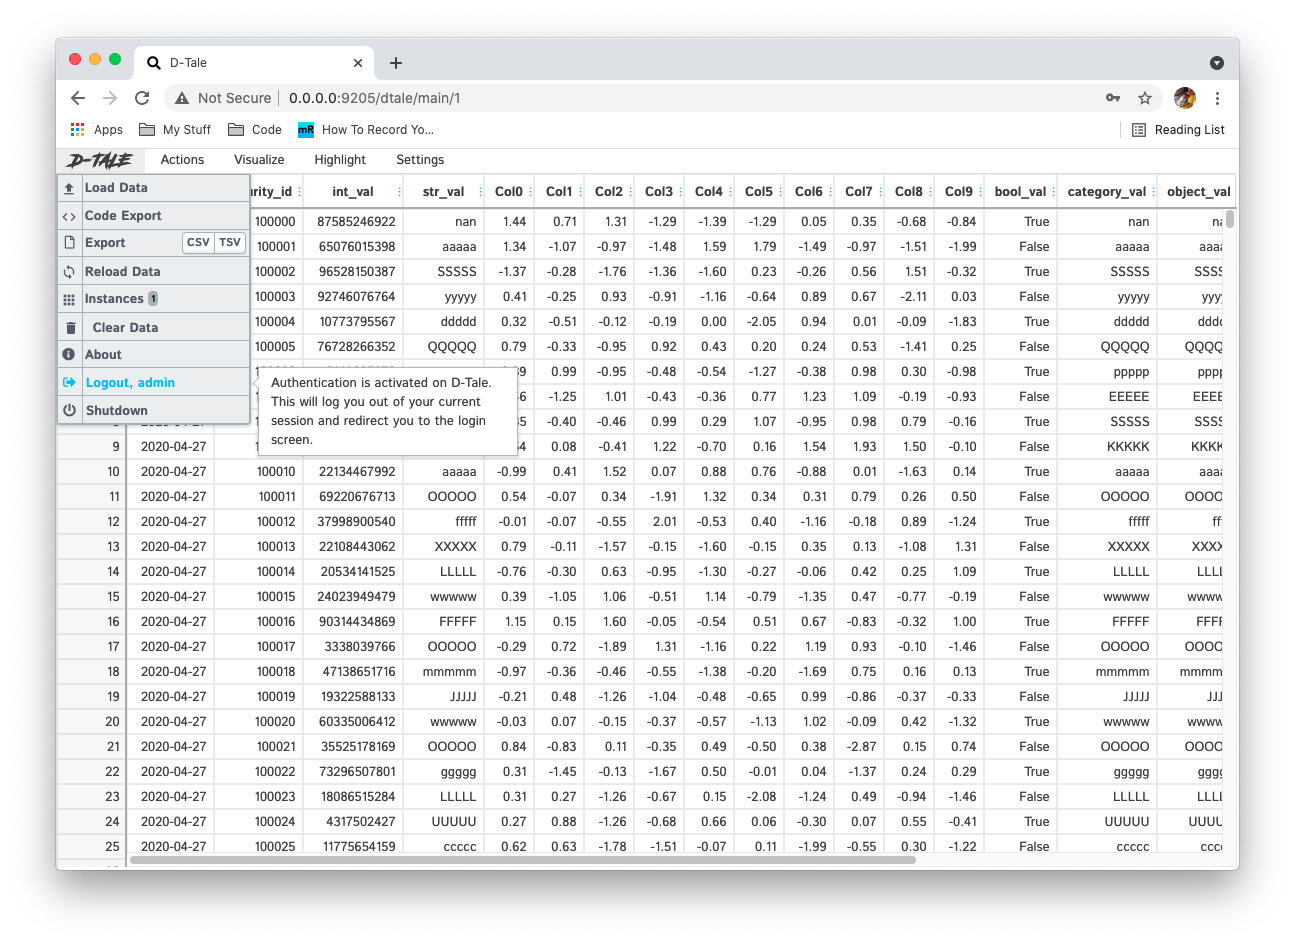 D-Tale
Not Secure 0.0.0.0:9205/dtale/main/1
Apps My Stuff Code mR How To Record Yo... Reading List
D-TALE Actions Visualize Highlight Settings
Load Data
Code Export
Export CSV TSV
Reload Data
Instances 1
Clear Data
About
Logout, admin
Shutdown
Authentication is activated on D-Tale.
This will log you out of your current
session and redirect you to the login
screen.
urity_id int_val str_val Col0 Col1 Col2 Col3 Col4 Col5 Col6 Col7 Col8 Col9 bool_val category_val object_val
100000 87585246922 nan 1.44 0.71 1.31 -1.29 -1.39 -1.29 0.05 0.35 -0.68 -0.84 True nan na
100001 65076015398 aaaaa 1.34 -1.07 -0.97 -1.48 1.59 1.79 -1.49 -0.97 -1.51 -1.99 False aaaaa aaaa
100002 96528150387 SSSSS -1.37 -0.28 -1.76 -1.36 -1.60 0.23 -0.26 0.56 1.51 -0.32 True SSSSS SSSS
100003 92746076764 yyyyy 0.41 -0.25 0.93 -0.91 -1.16 -0.64 0.89 0.67 -2.11 0.03 False yyyyy yyyy
100004 10773795567 ddddd 0.32 -0.51 -0.12 -0.19 0.00 -2.05 0.94 0.01 -0.09 -1.83 True ddddd dddd
100005 76728266352 QQQQQ 0.79 -0.33 -0.95 0.92 0.43 0.20 0.24 0.53 -1.41 0.25 False QQQQQ QQQQ
0.99 -0.95 -0.48 -0.54 -1.27 -0.38 0.98 0.30 -0.98 True ppppp pppp
-1.25 1.01 -0.43 -0.36 0.77 1.23 1.09 -0.19 -0.93 False EEEEE EEEE
-0.40 -0.46 0.99 0.29 1.07 -0.95 0.98 0.79 -0.16 True SSSSS SSSS
9 2020-04-27 0.08 -0.41 1.22 -0.70 0.16 1.54 1.93 1.50 -0.10 False KKKKK KKKK
10 2020-04-27 100010 22134467992 aaaaa -0.99 0.41 1.52 0.07 0.88 0.76 -0.88 0.01 -1.63 0.14 True aaaaa aaaa
11 2020-04-27 100011 69220676713 OOOOO 0.54 -0.07 0.34 -1.91 1.32 0.34 0.31 0.79 0.26 0.50 False OOOOO OOOO
12 2020-04-27 100012 37998900540 fffff -0.01 -0.07 -0.55 2.01 -0.53 0.40 -1.16 -0.18 0.89 -1.24 True fffff ff
13 2020-04-27 100013 22108443062 XXXXX 0.79 -0.11 -1.57 -0.15 -1.60 -0.15 0.35 0.13 -1.08 1.31 False XXXXX XXXX
14 2020-04-27 100014 20534141525 LLLLL -0.76 -0.30 0.63 -0.95 -1.30 -0.27 -0.06 0.42 0.25 1.09 True LLLLL LLLL
15 2020-04-27 100015 24023949479 wwwww 0.39 -1.05 1.06 -0.51 1.14 -0.79 -1.35 0.47 -0.77 -0.19 False wwwww wwww
16 2020-04-27 100016 90314434869 FFFFF 1.15 0.15 1.60 -0.05 -0.54 0.51 0.67 -0.83 -0.32 1.00 True FFFFF FFFF
17 2020-04-27 100017 3338039766 OOOOO -0.29 0.72 -1.89 1.31 -1.16 0.22 1.19 0.93 -0.10 -1.46 False OOOOO OOOO
18 2020-04-27 100018 47138651716 mmmmm -0.97 -0.36 -0.46 -0.55 -1.38 -0.20 -1.69 0.75 0.16 0.13 True mmmmm mmmm
19 2020-04-27 100019 19322588133 JJJJJ -0.21 0.48 -1.26 -1.04 -0.48 -0.65 0.99 -0.86 -0.37 -0.33 False JJJJJ JJJ
20 2020-04-27 100020 60335006412 wwwww -0.03 0.07 -0.15 -0.37 -0.57 -1.13 1.02 -0.09 0.42 -1.32 True wwwww wwww
21 2020-04-27 100021 35525178169 OOOOO 0.84 -0.83 0.11 -0.35 0.49 -0.50 0.38 -2.87 0.15 0.74 False OOOOO OOOO
22 2020-04-27 100022 73296507801 ggggg 0.31 -1.45 -0.13 -1.67 0.50 -0.01 0.04 -1.37 0.24 0.29 True ggggg gggg
23 2020-04-27 100023 18086515284 LLLLL 0.31 0.27 -1.26 -0.67 0.15 -2.08 -1.24 0.49 -0.94 -1.46 False LLLLL LLLL
24 2020-04-27 100024 4317502427 UUUUU 0.27 0.88 -1.26 -0.68 0.66 0.06 -0.30 0.07 0.55 -0.41 True UUUUU UUUU
25 2020-04-27 100025 11775654159 ccccc 0.62 0.63 -1.78 -1.51 -0.07 0.11 -1.99 -0.55 0.30 -1.22 False ccccc cccc